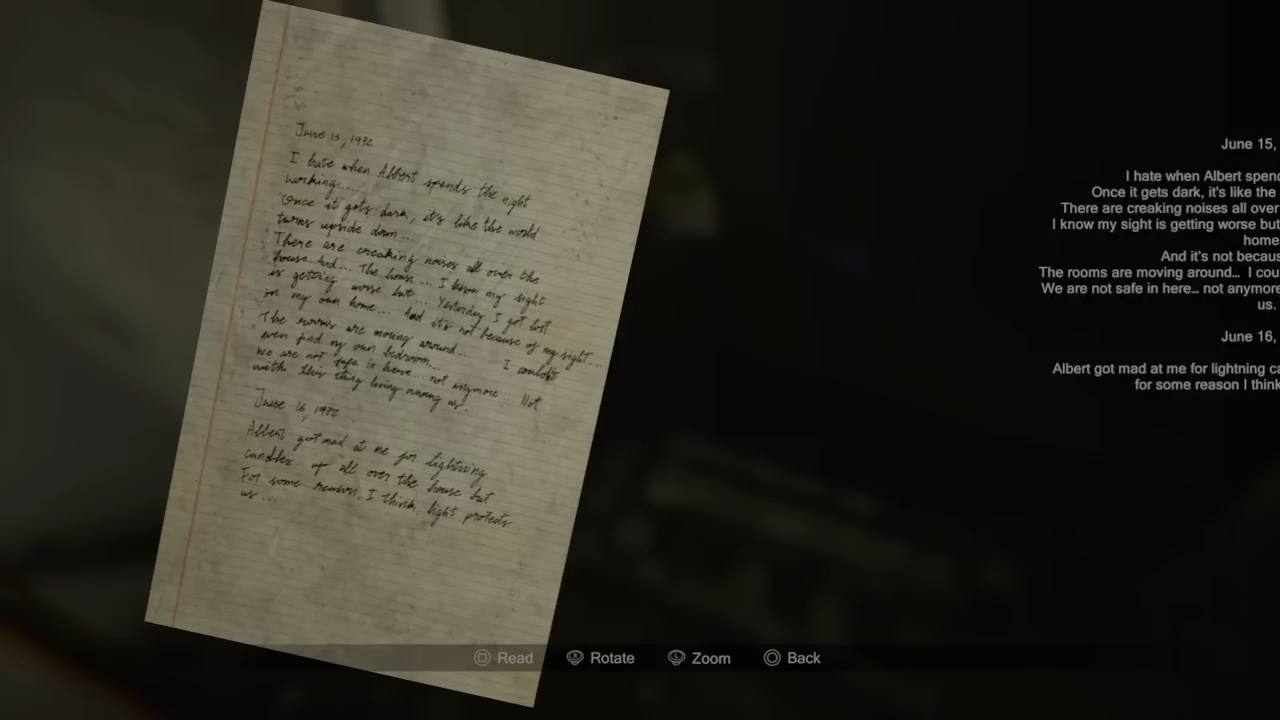 June 15, 1972
I hate when Albert spends the night
working....
Once it gets dark, it's like the world
turns upside down...
There are creaking noises all over the
house... The house... I know my sight
is getting worse but... Yesterday I got lost
in my own home... And it's not because of my sight...
The rooms are moving around... I couldn't
even find my own bedroom...
We are not safe in here... not anymore... Not
with this thing living among us.
June 16, 1972
Albert got mad at me for lightning
candles up all over the house but
For some reason, I think light protects
us...
June 15,
I hate when Albert spend
Once it gets dark, it's like the
There are creaking noises all over
I know my sight is getting worse but
home
And it's not becaus
The rooms are moving around... I cou
We are not safe in here... not anymore
us.
June 16,
Albert got mad at me for lightning ca
for some reason I think
Read Rotate Zoom Back